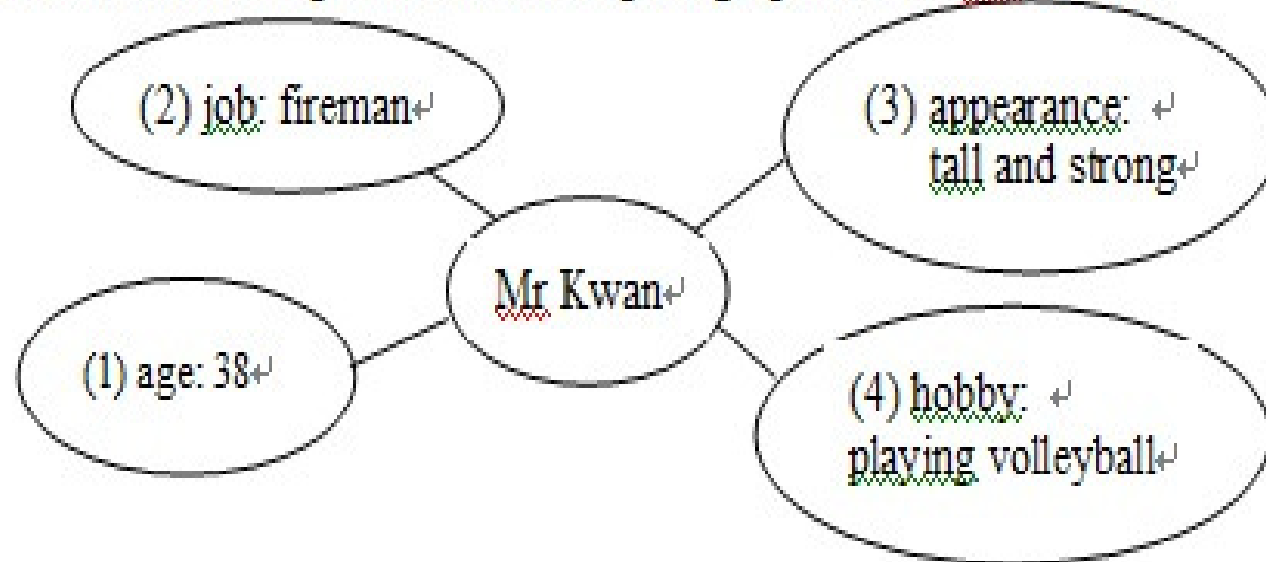 (2) job: fireman
(3) appearance:
tall and strong
Mr Kwan
(1) age: 38
(4) hobby:
playing volleyball